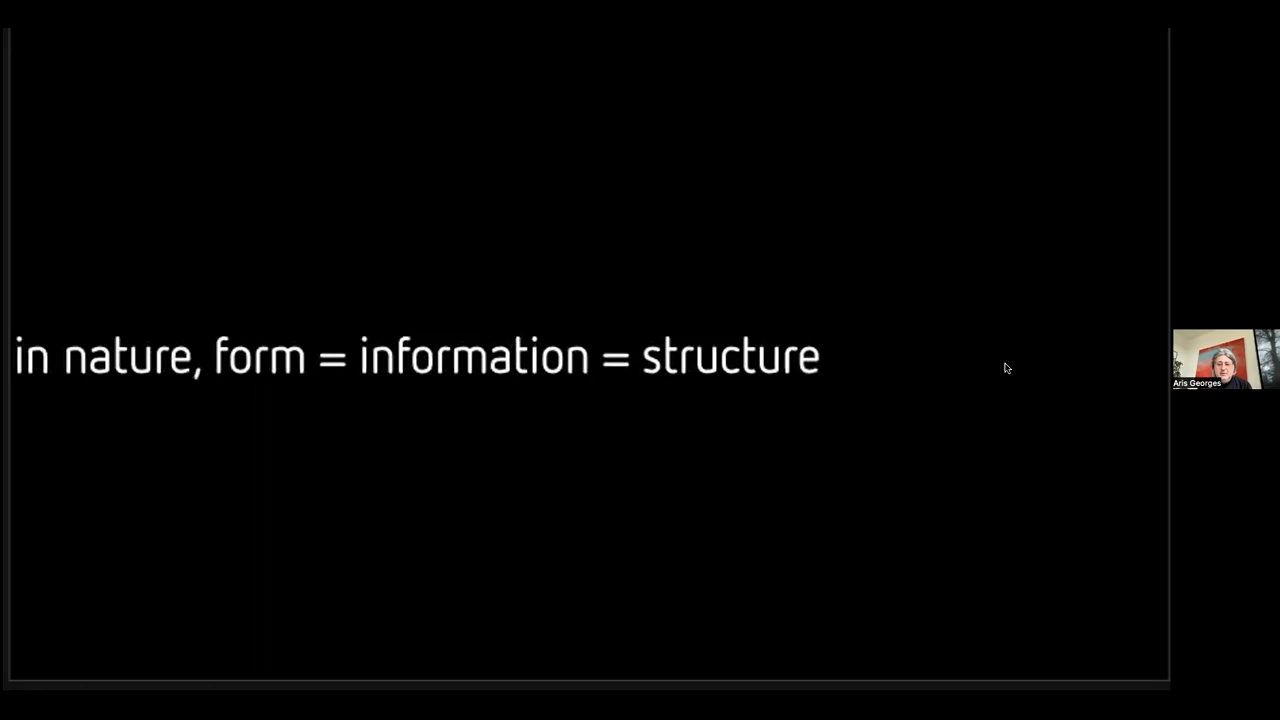 in nature, form = information = structure
Aris Georges